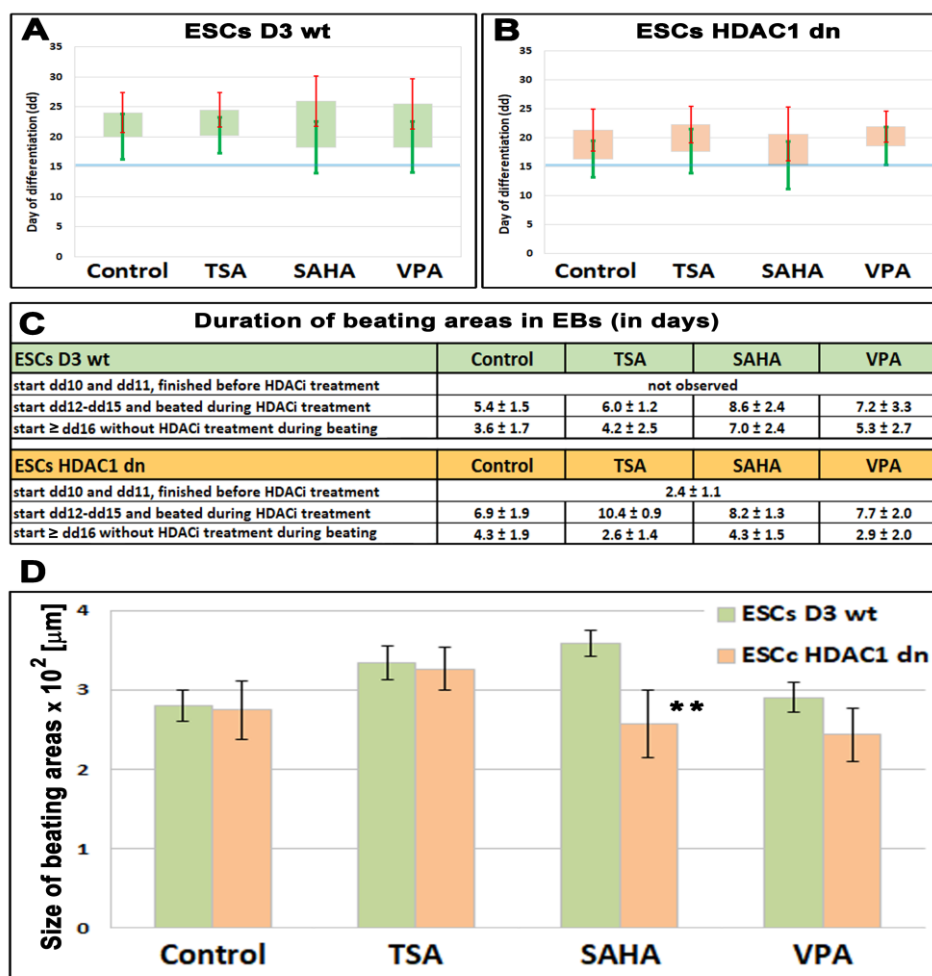 A ESCs D3 wt
Day of differentiation (dd)
35
30
25
20
15
10
5
0
Control TSA SAHA VPA
B ESCs HDAC1 dn
Day of differentiation (dd)
35
30
25
20
15
10
5
0
Control TSA SAHA VPA
C Duration of beating areas in EBs (in days)
ESCs D3 wt Control TSA SAHA VPA
start dd10 and dd11, finished before HDACi treatment not observed
start dd12-dd15 and beated during HDACi treatment 5.4 ± 1.5 6.0 ± 1.2 8.6 ± 2.4 7.2 ± 3.3
start ≥ dd16 without HDACi treatment during beating 3.6 ± 1.7 4.2 ± 2.5 7.0 ± 2.4 5.3 ± 2.7
ESCs HDAC1 dn Control TSA SAHA VPA
start dd10 and dd11, finished before HDACi treatment 2.4 ± 1.1
start dd12-dd15 and beated during HDACi treatment 6.9 ± 1.9 10.4 ± 0.9 8.2 ± 1.3 7.7 ± 2.0
start ≥ dd16 without HDACi treatment during beating 4.3 ± 1.9 2.6 ± 1.4 4.3 ± 1.5 2.9 ± 2.0
D
Size of beating areas x 10² [µm]
4
3
2
1
0
ESCs D3 wt
ESCc HDAC1 dn
**
Control TSA SAHA VPA